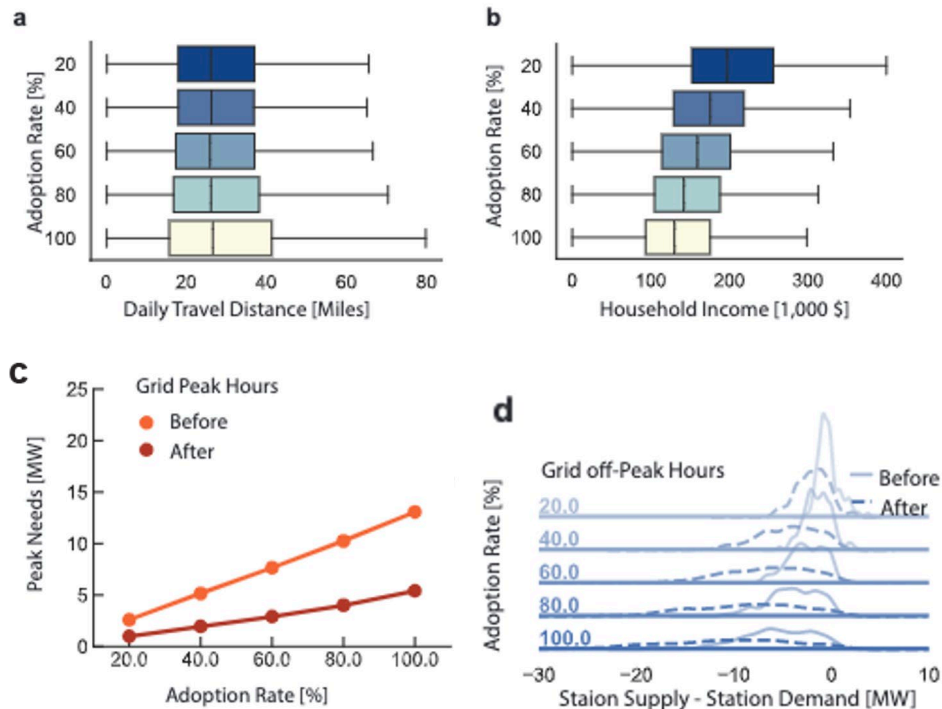 a
Adoption Rate [%]
20
40
60
80
100
0 20 40 60 80
Daily Travel Distance [Miles]
b
Adoption Rate [%]
20
40
60
80
100
0 100 200 300 400
Household Income [1,000 $]
c
Peak Needs [MW]
25
20
15
10
5
0
Grid Peak Hours
Before
After
20.0 40.0 60.0 80.0 100.0
Adoption Rate [%]
d
Adoption Rate [%]
Grid off-Peak Hours
Before
After
20.0
40.0
60.0
80.0
100.0
−30 −20 −10 0 10
Staion Supply - Station Demand [MW]